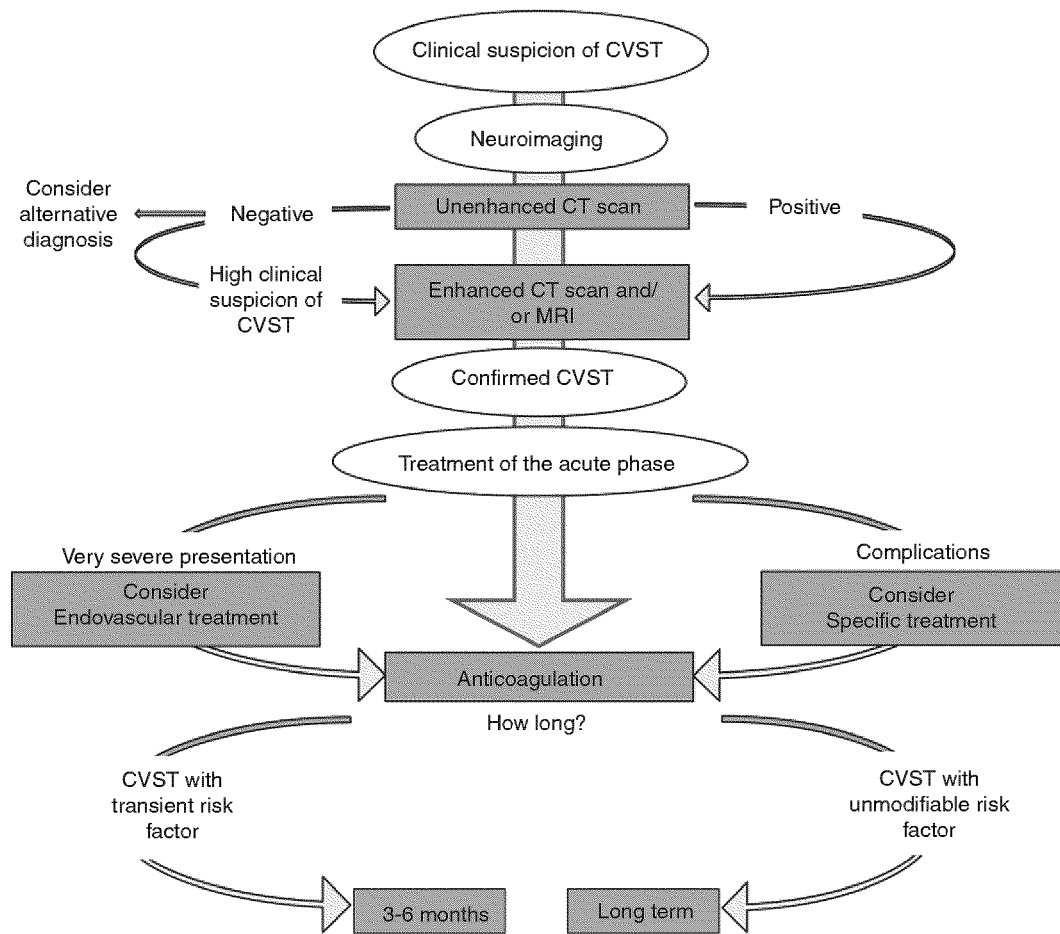 Clinical suspicion of CVST
Neuroimaging
Consider
alternative
diagnosis
Negative
Unenhanced CT scan
Positive
High clinical
suspicion of
CVST
Enhanced CT scan and/
or MRI
Confirmed CVST
Treatment of the acute phase
Very severe presentation
Consider
Endovascular treatment
Complications
Consider
Specific treatment
Anticoagulation
How long?
CVST with
transient risk
factor
CVST with
unmodifiable risk
factor
3-6 months
Long term